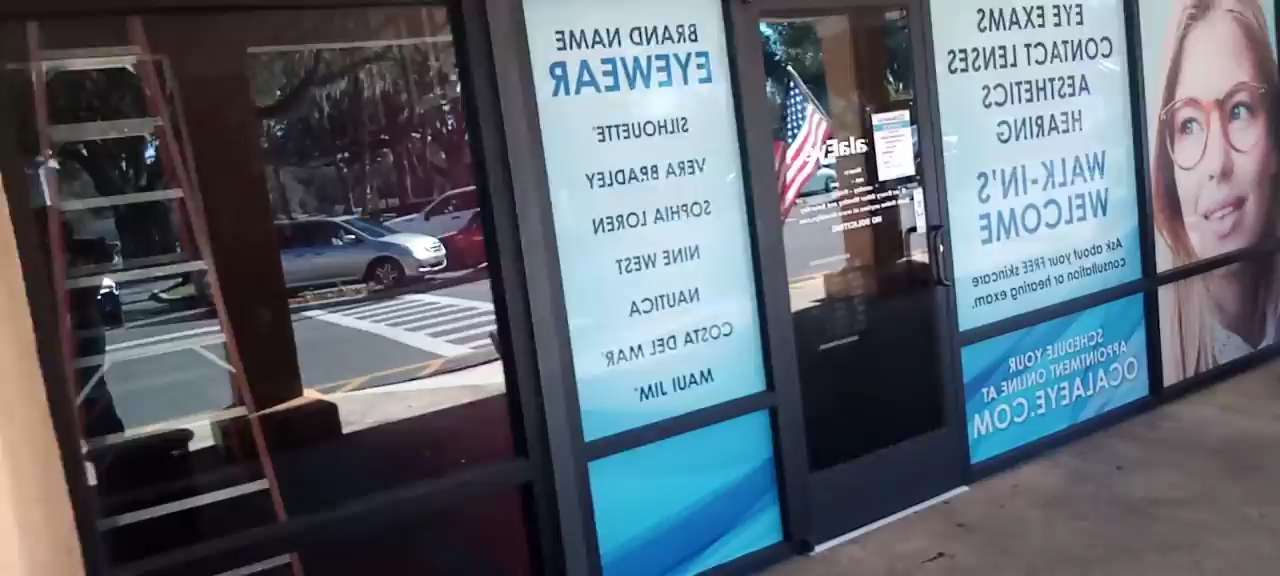 BRAND NAME
EYEWEAR
SILHOUETTE
VERA BRADLEY
SOPHIA LOREN
NINE WEST
NAUTICA
COSTA DEL MAR
MAUI JIM
alaEye
NO SOLICITING
EYE EXAMS
CONTACT LENSES
AESTHETICS
HEARING
WALK-IN'S
WELCOME
Ask about your FREE skincare
consultation or hearing exam.
SCHEDULE YOUR
APPOINTMENT ONLINE AT
OCALAEYE.COM